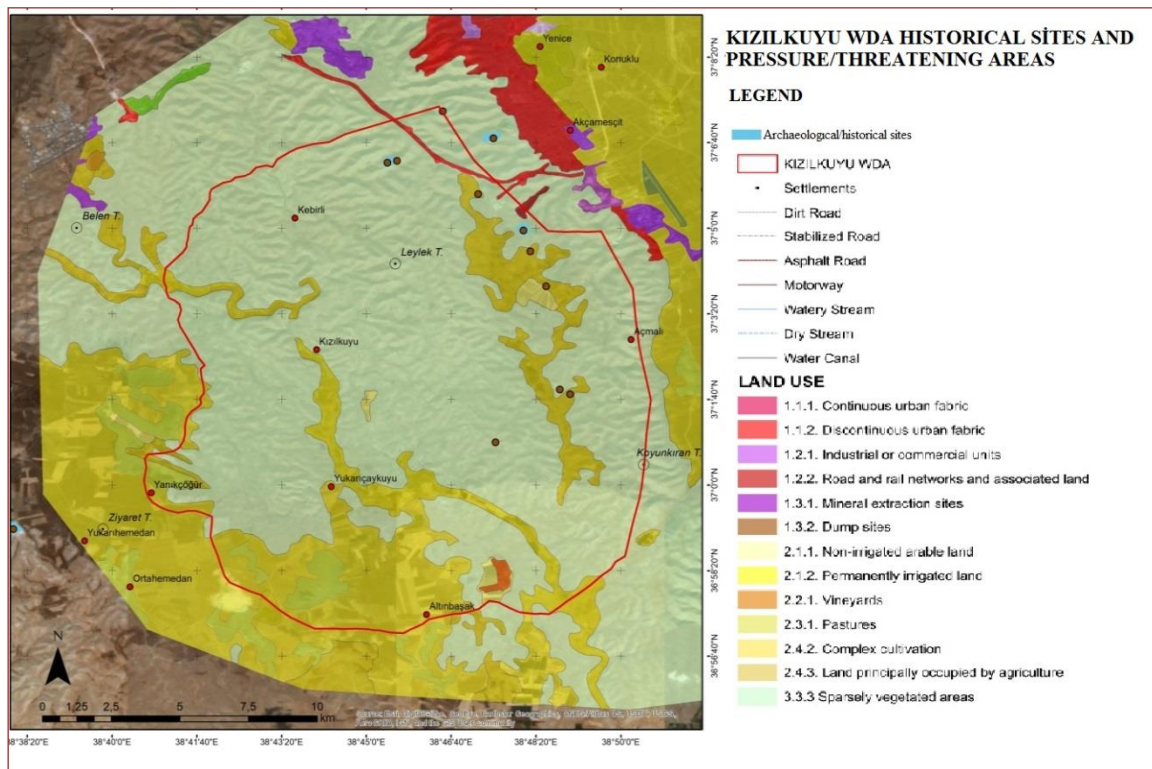 KIZILKUYU WDA HISTORICAL SİTES AND
PRESSURE/THREATENING AREAS
LEGEND
Archaeological/historical sites
KIZILKUYU WDA
Settlements
Dirt Road
Stabilized Road
Asphalt Road
Motorway
Watery Stream
Dry Stream
Water Canal
LAND USE
1.1.1. Continuous urban fabric
1.1.2. Discontinuous urban fabric
1.2.1. Industrial or commercial units
1.2.2. Road and rail networks and associated land
1.3.1. Mineral extraction sites
1.3.2. Dump sites
2.1.1. Non-irrigated arable land
2.1.2. Permanently irrigated land
2.2.1. Vineyards
2.3.1. Pastures
2.4.2. Complex cultivation
2.4.3. Land principally occupied by agriculture
3.3.3 Sparsely vegetated areas
Yenice
Konuklu
Akçameşçit
Kebirli
Belen T.
Leylek T.
Açmalı
Kızılkuyu
Koyunkıran T.
Yukarıçaykuyu
Yanıkçöğür
Ziyaret T.
Yukarıhemedan
Ortahemedan
Altınbaşak
N
0 1,25 2,5 5 7,5 10
km
37°8'20"N
37°6'40"N
37°5'0"N
37°3'20"N
37°1'40"N
37°0'0"N
36°58'20"N
36°56'40"N
38°38'20"E 38°40'0"E 38°41'40"E 38°43'20"E 38°45'0"E 38°46'40"E 38°48'20"E 38°50'0"E